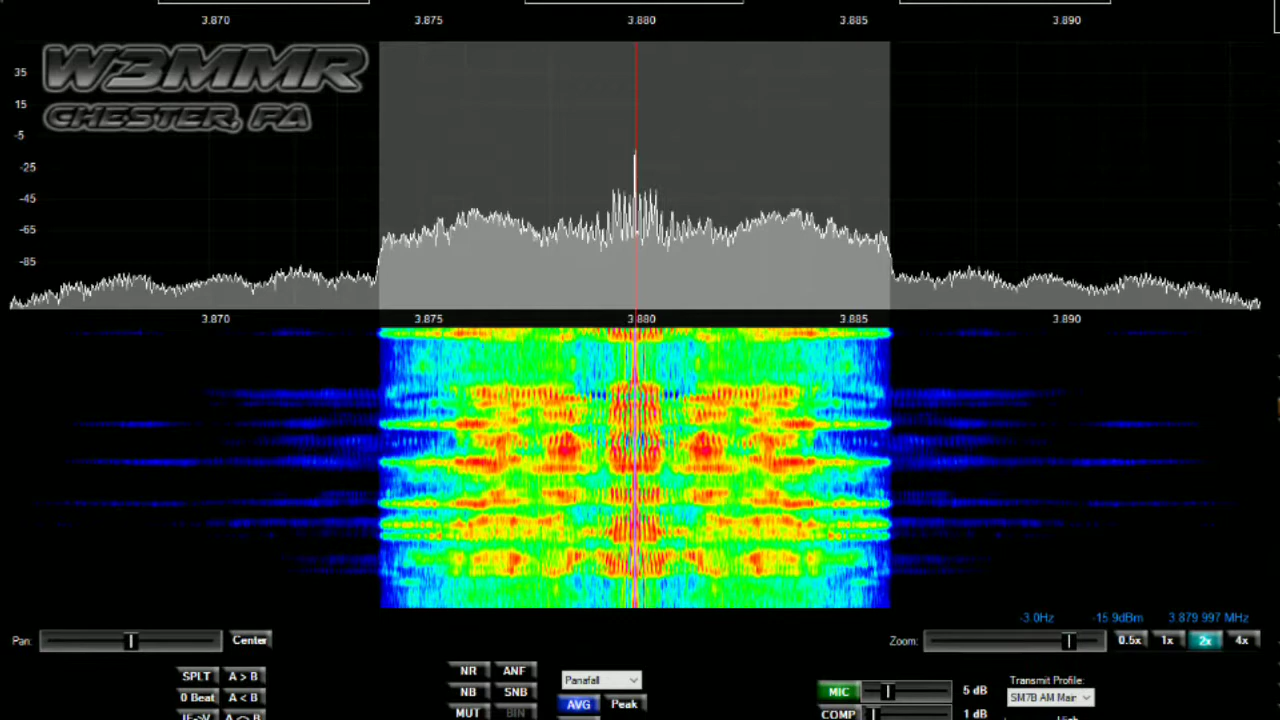 3.870 3.875 3.880 3.885 3.890
W3MMR
CHESTER, PA
35
15
-5
-25
-45
-65
-85
3.870 3.875 3.880 3.885 3.890
-3.0Hz -15.9dBm 3.879 997 MHz
Pan: Center Zoom: 0.5x 1x 2x 4x
NR ANF
SPLT A > B Panafall Transmit Profile:
0 Beat A < B NB SNB AVG Peak MIC 5 dB SM7B AM Main
MUT BIN COMP 1 dB